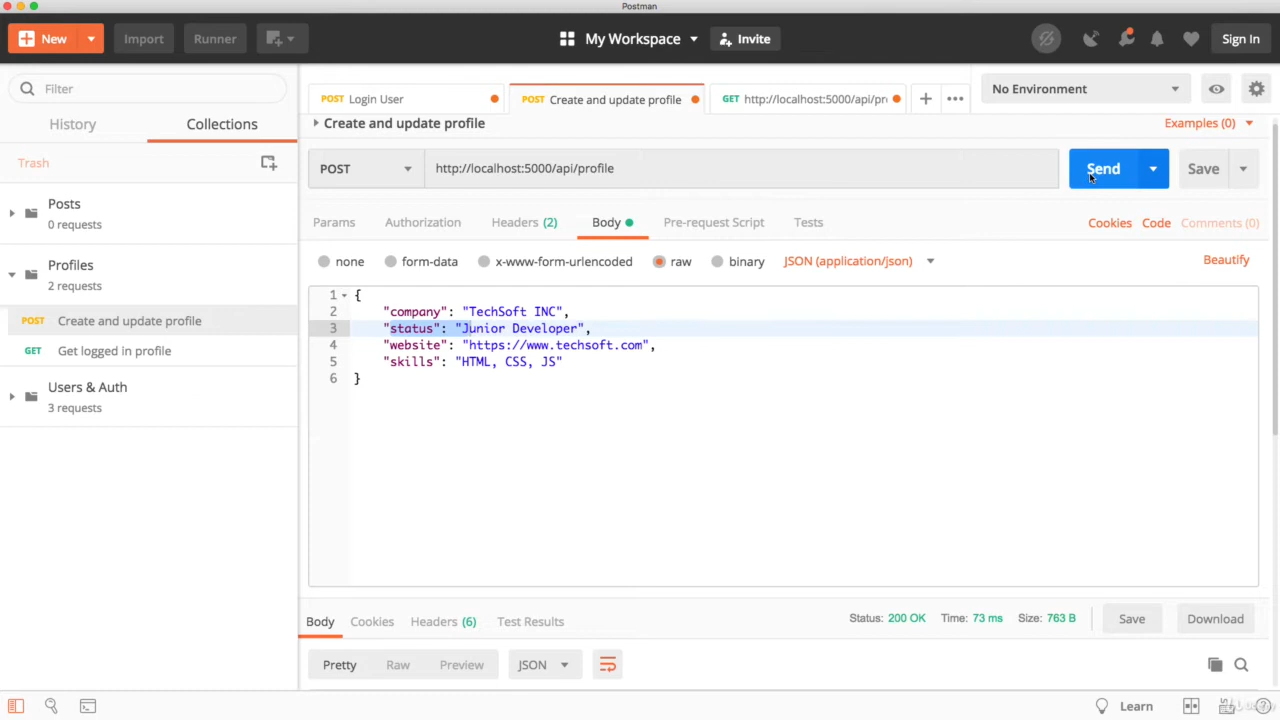 Postman
New
Import
Runner
My Workspace
Invite
Sign In
Filter
History
Collections
Trash
Posts
0 requests
Profiles
2 requests
POST Create and update profile
GET Get logged in profile
Users & Auth
3 requests
POST Login User
POST Create and update profile
GET http://localhost:5000/api/pr
No Environment
Create and update profile
Examples (0)
POST
http://localhost:5000/api/profile
Send
Save
Params
Authorization
Headers (2)
Body
Pre-request Script
Tests
Cookies
Code
Comments (0)
none
form-data
x-www-form-urlencoded
raw
binary
JSON (application/json)
Beautify
1 {
2 "company": "TechSoft INC",
3 "status": "Junior Developer",
4 "website": "https://www.techsoft.com",
5 "skills": "HTML, CSS, JS"
6 }
Body
Cookies
Headers (6)
Test Results
Status: 200 OK
Time: 73 ms
Size: 763 B
Save
Download
Pretty
Raw
Preview
JSON
Learn